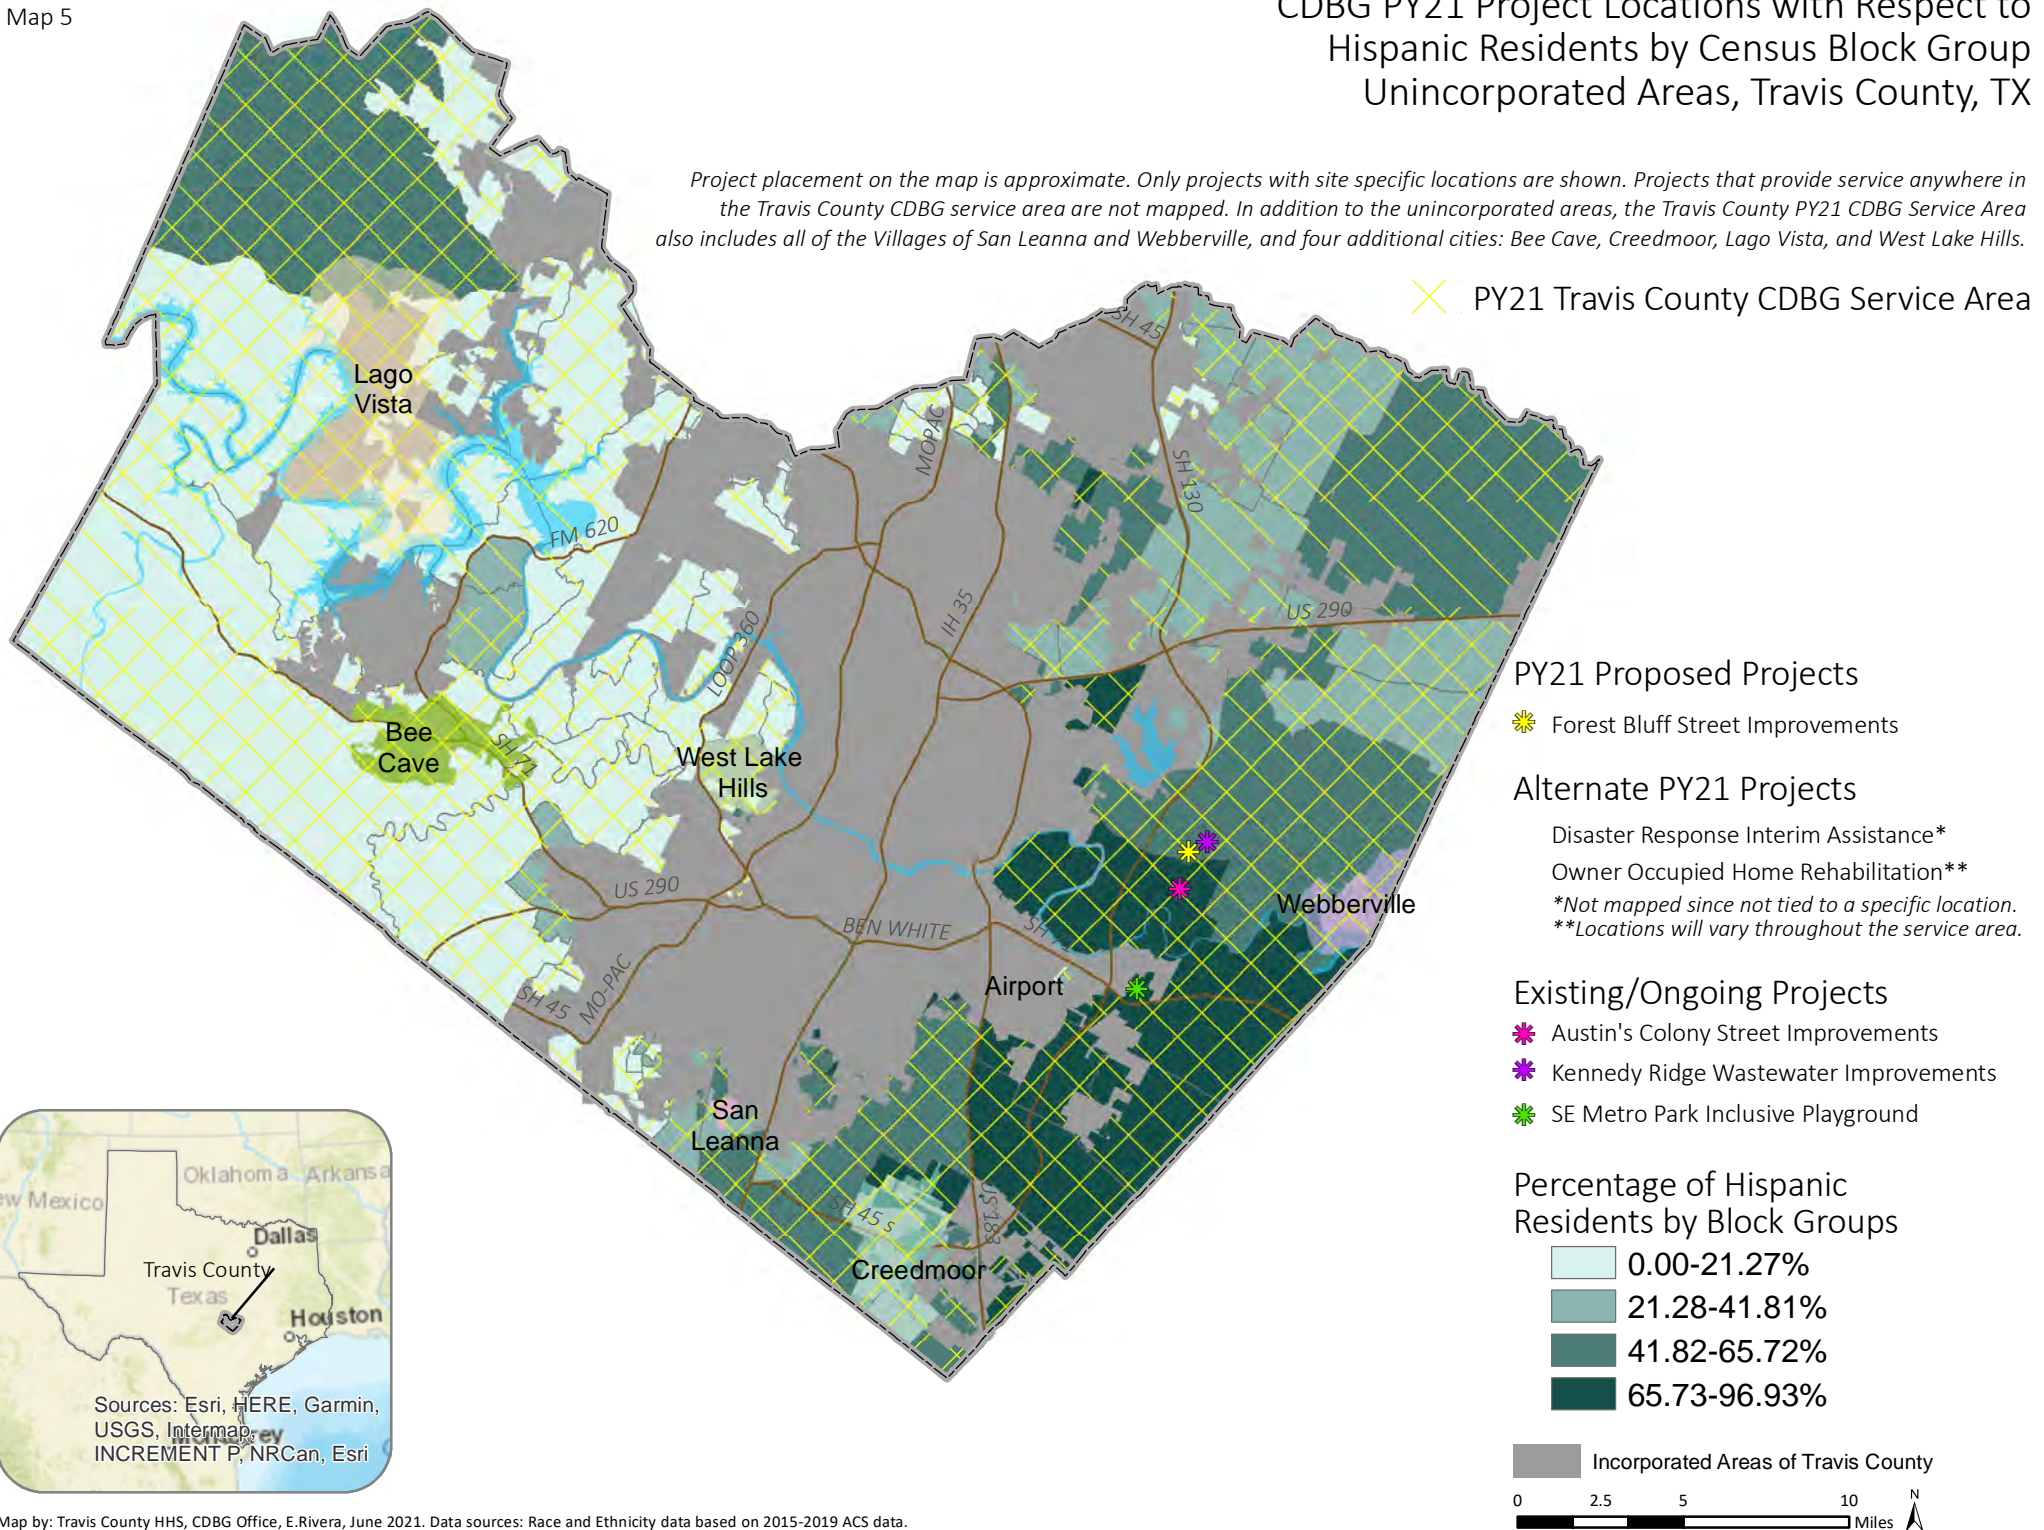 Map 5
CDBG PY21 Project Locations with Respect to
Hispanic Residents by Census Block Group
Unincorporated Areas, Travis County, TX
Project placement on the map is approximate. Only projects with site specific locations are shown. Projects that provide service anywhere in
the Travis County CDBG service area are not mapped. In addition to the unincorporated areas, the Travis County PY21 CDBG Service Area
also includes all of the Villages of San Leanna and Webberville, and four additional cities: Bee Cave, Creedmoor, Lago Vista, and West Lake Hills.
PY21 Travis County CDBG Service Area
SH 45
Lago
Vista
MOPAC
SH 130
FM 620
IH 35
US 290
LOOP 360
Bee
Cave
SH 71
West Lake
Hills
US 290
BEN WHITE
SH 7
Webberville
Airport
SH 45
MO-PAC
San
Leanna
SH 45 s
US 183
Creedmoor
PY21 Proposed Projects
Forest Bluff Street Improvements
Alternate PY21 Projects
Disaster Response Interim Assistance*
Owner Occupied Home Rehabilitation**
*Not mapped since not tied to a specific location.
**Locations will vary throughout the service area.
Existing/Ongoing Projects
Austin's Colony Street Improvements
Kennedy Ridge Wastewater Improvements
SE Metro Park Inclusive Playground
Percentage of Hispanic
Residents by Block Groups
0.00-21.27%
21.28-41.81%
41.82-65.72%
65.73-96.93%
Incorporated Areas of Travis County
0 2.5 5 10
Miles
N
Oklahoma Arkansa
ew Mexico
Dallas
Travis County
Texas
Houston
Sources: Esri, HERE, Garmin,
USGS, Intermap,
INCREMENT P, NRCan, Esri
Map by: Travis County HHS, CDBG Office, E.Rivera, June 2021. Data sources: Race and Ethnicity data based on 2015-2019 ACS data.